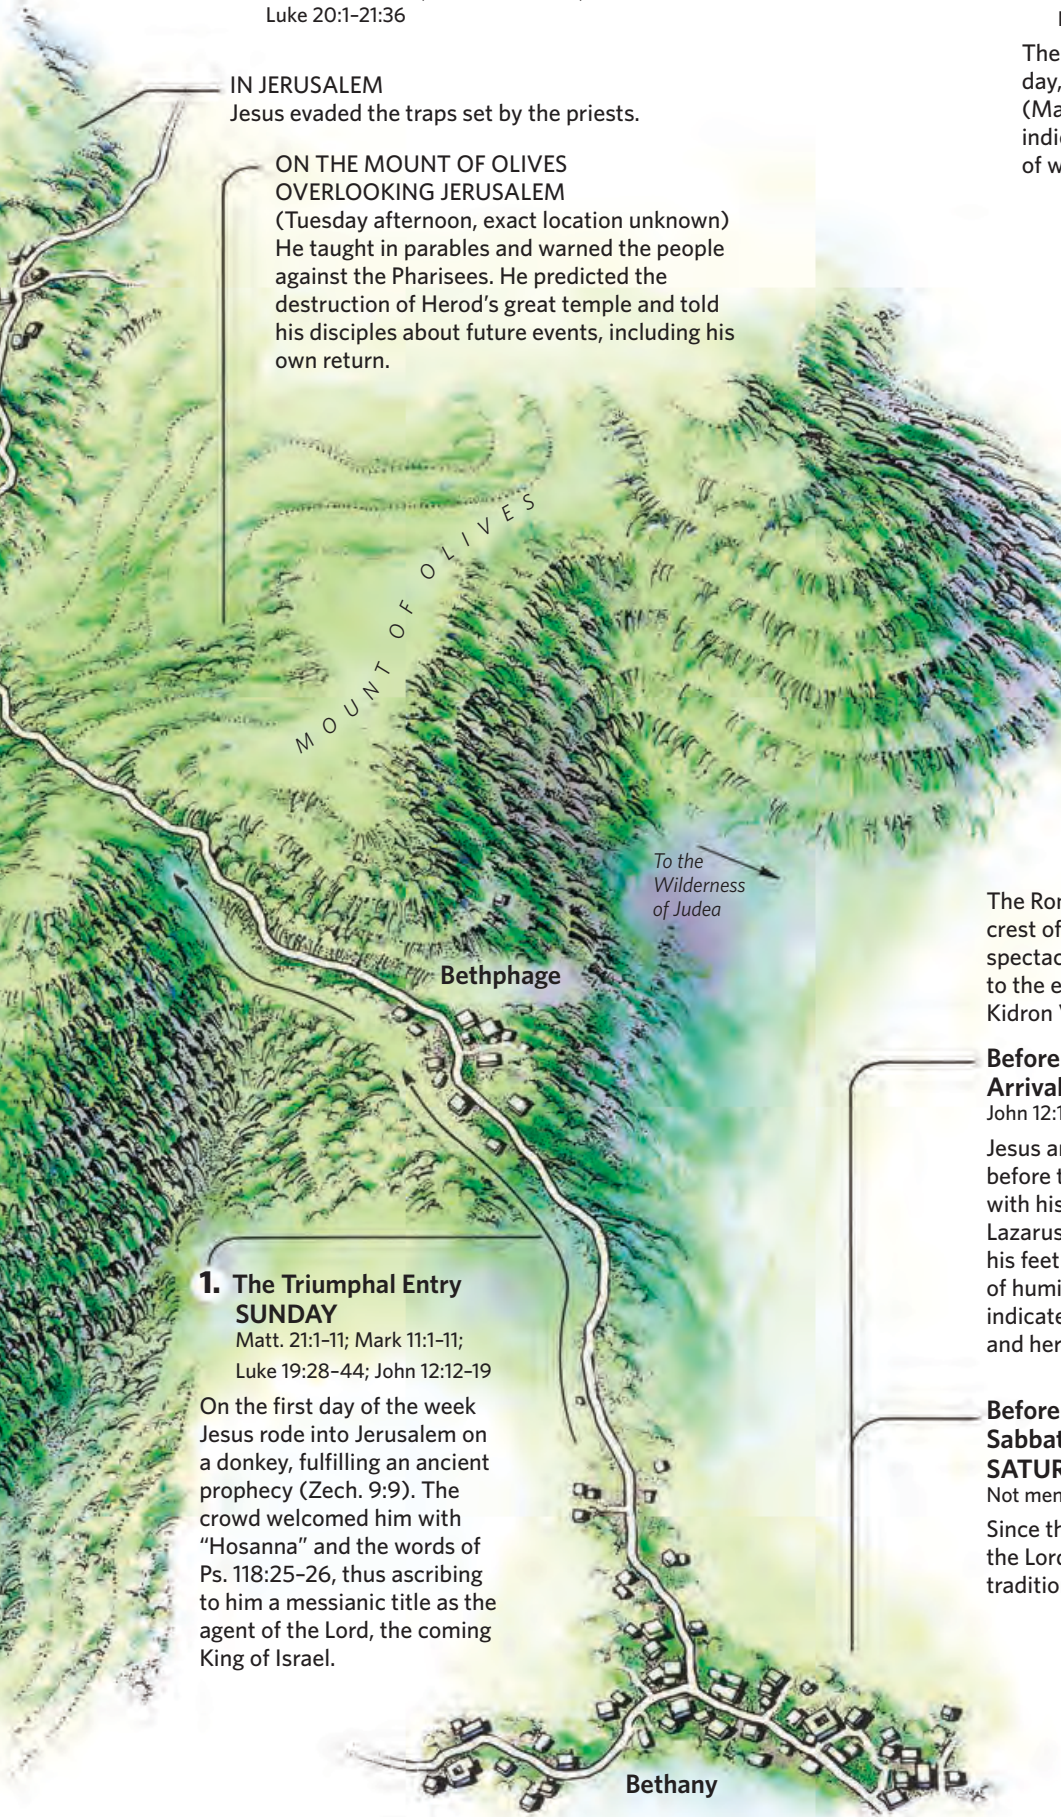 Luke 20:1–21:36
IN JERUSALEM
Jesus evaded the traps set by the priests.
ON THE MOUNT OF OLIVES
OVERLOOKING JERUSALEM
(Tuesday afternoon, exact location unknown)
He taught in parables and warned the people
against the Pharisees. He predicted the
destruction of Herod’s great temple and told
his disciples about future events, including his
own return.
The
day,
(Ma
indi
of w
MOUNT OF OLIVES
To the
Wilderness
of Judea
Bethphage
The Ror
crest of
spectac
to the e
Kidron
Before
Arrival
John 12:1
Jesus ar
before t
with his
Lazarus
his feet
of humi
indicate
and her
1. The Triumphal Entry
SUNDAY
Matt. 21:1–11; Mark 11:1–11;
Luke 19:28–44; John 12:12–19
On the first day of the week
Jesus rode into Jerusalem on
a donkey, fulfilling an ancient
prophecy (Zech. 9:9). The
crowd welcomed him with
“Hosanna” and the words of
Ps. 118:25–26, thus ascribing
to him a messianic title as the
agent of the Lord, the coming
King of Israel.
Before
Sabbat
SATUR
Not men
Since th
the Lord
traditio
Bethany